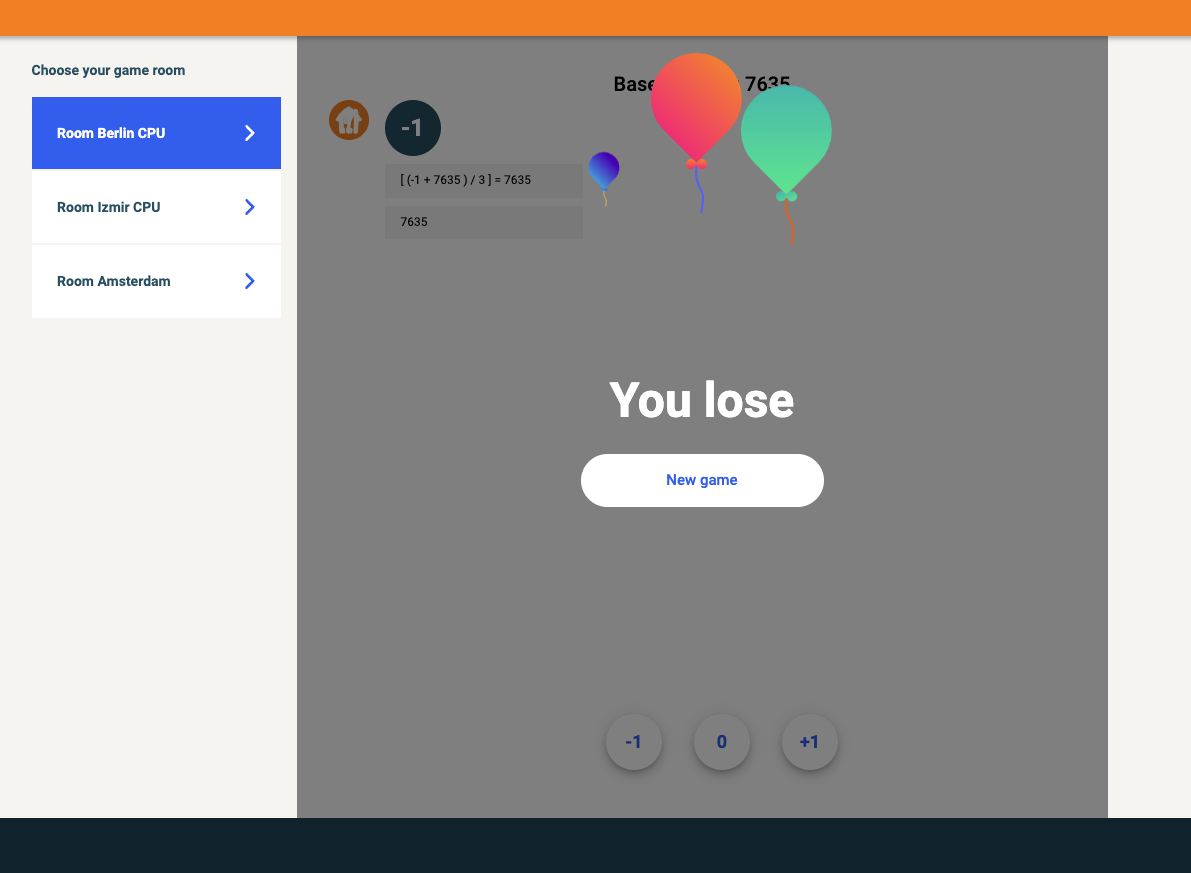 Choose your game room
Room Berlin CPU
Room Izmir CPU
Room Amsterdam
Base 7635
-1
[ (-1 + 7635 ) / 3 ] = 7635
7635
You lose
New game
-1
0
+1